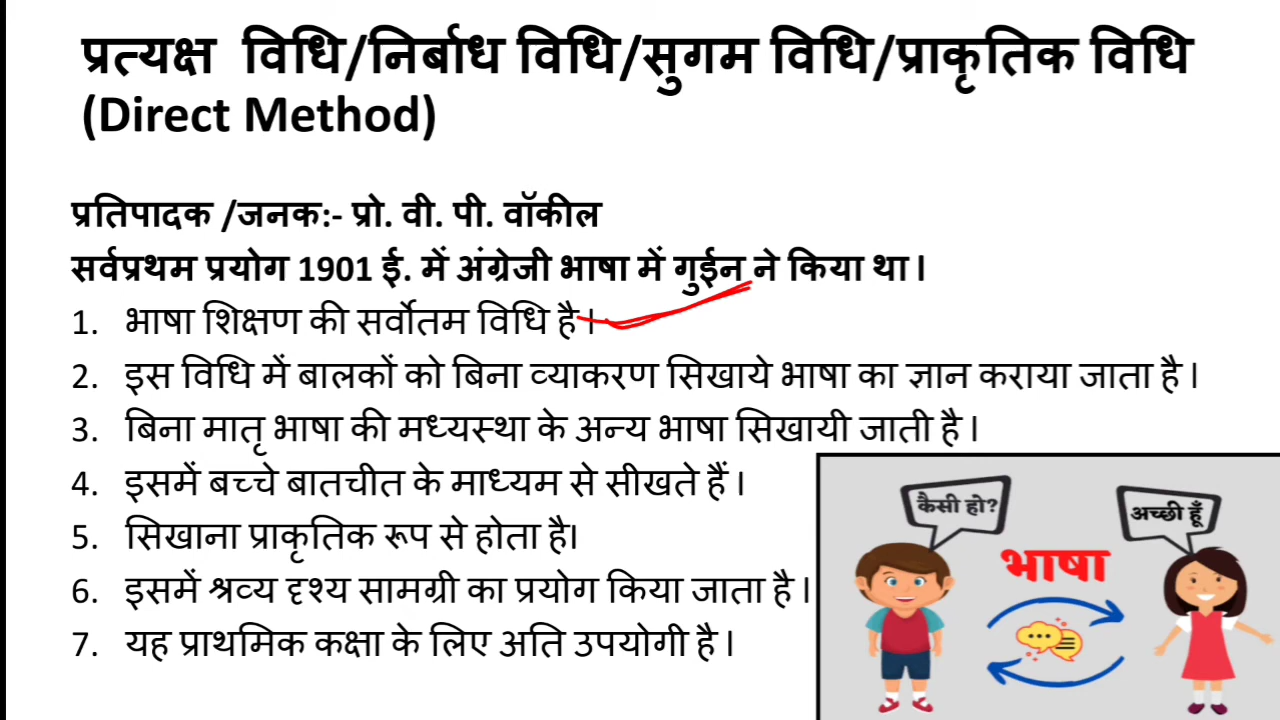 प्रत्यक्ष विधि/निर्बाध विधि/सुगम विधि/प्राकृतिक विधि
(Direct Method)
प्रतिपादक /जनक:- प्रो. वी. पी. वॉकील
सर्वप्रथम प्रयोग 1901 ई. में अंग्रेजी भाषा में गुईन ने किया था l
1. भाषा शिक्षण की सर्वोतम विधि है l
2. इस विधि में बालकों को बिना व्याकरण सिखाये भाषा का ज्ञान कराया जाता है l
3. बिना मातृ भाषा की मध्यस्था के अन्य भाषा सिखायी जाती है l
4. इसमें बच्चे बातचीत के माध्यम से सीखते हैं l
5. सिखाना प्राकृतिक रूप से होता है।
6. इसमें श्रव्य दृश्य सामग्री का प्रयोग किया जाता है l
7. यह प्राथमिक कक्षा के लिए अति उपयोगी है l
कैसी हो?
अच्छी हूँ
भाषा